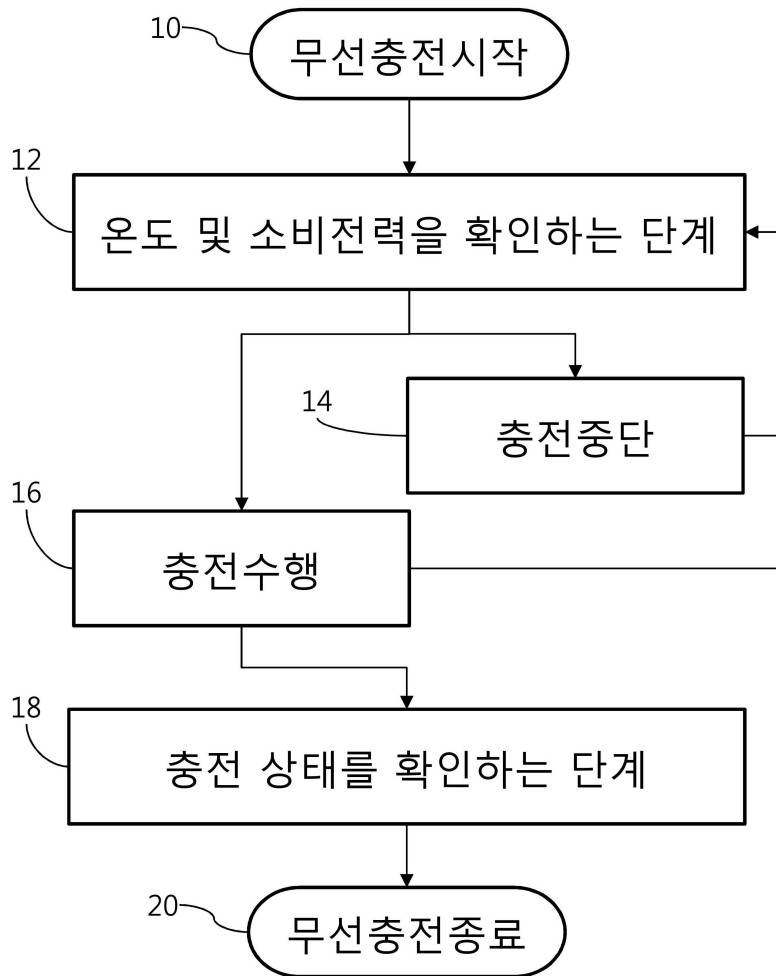 10
무선충전시작
12
온도 및 소비전력을 확인하는 단계
14
충전중단
16
충전수행
18
충전 상태를 확인하는 단계
20
무선충전종료